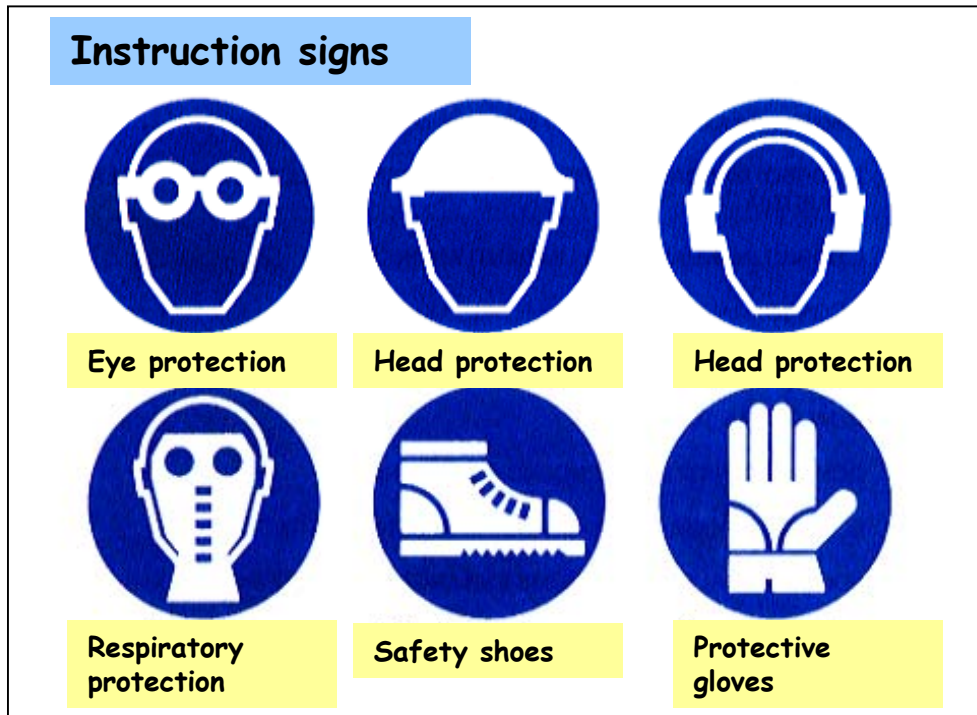 Instruction signs
Eye protection
Head protection
Head protection
Respiratory
protection
Safety shoes
Protective
gloves